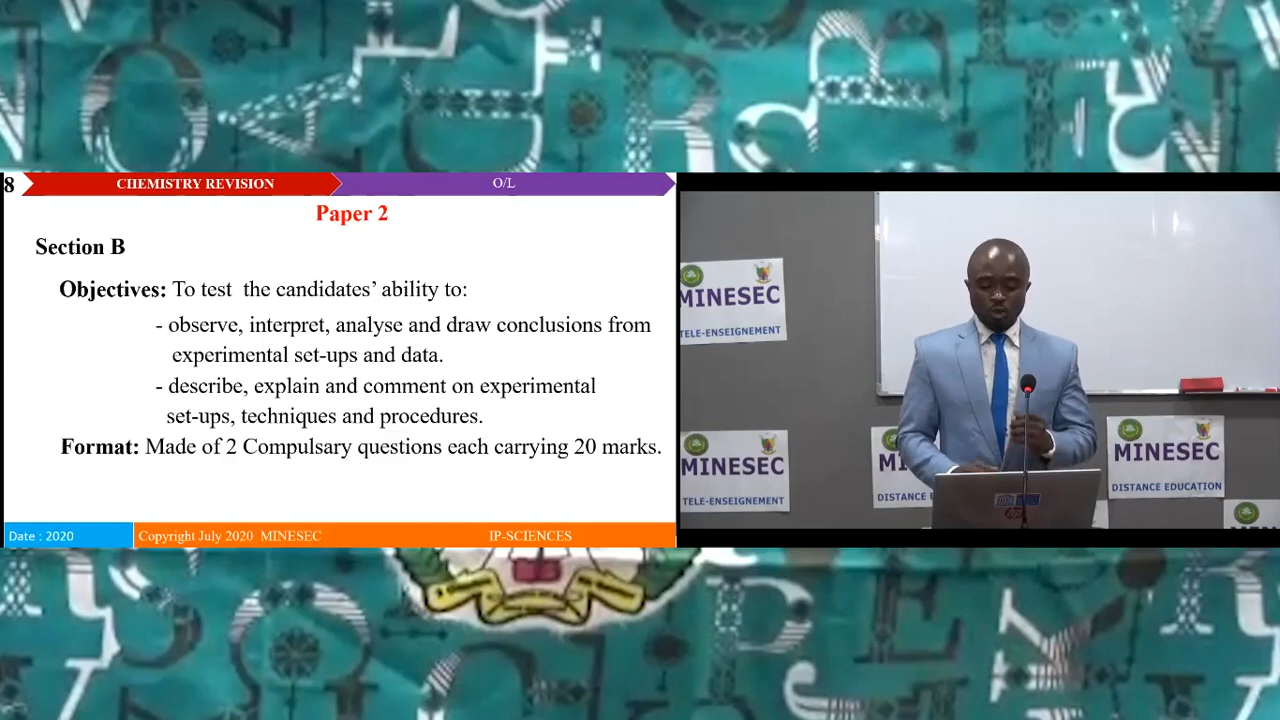 8
CHEMISTRY REVISION
O/L
Paper 2
Section B
Objectives: To test the candidates' ability to:
- observe, interpret, analyse and draw conclusions from
experimental set-ups and data.
- describe, explain and comment on experimental
set-ups, techniques and procedures.
Format: Made of 2 Compulsary questions each carrying 20 marks.
Date : 2020
Copyright July 2020 MINESEC
IP-SCIENCES
MINESEC
TELE-ENSEIGNEMENT
MINESEC
TELE-ENSEIGNEMENT
DISTANCE
MINESEC
DISTANCE EDUCATION